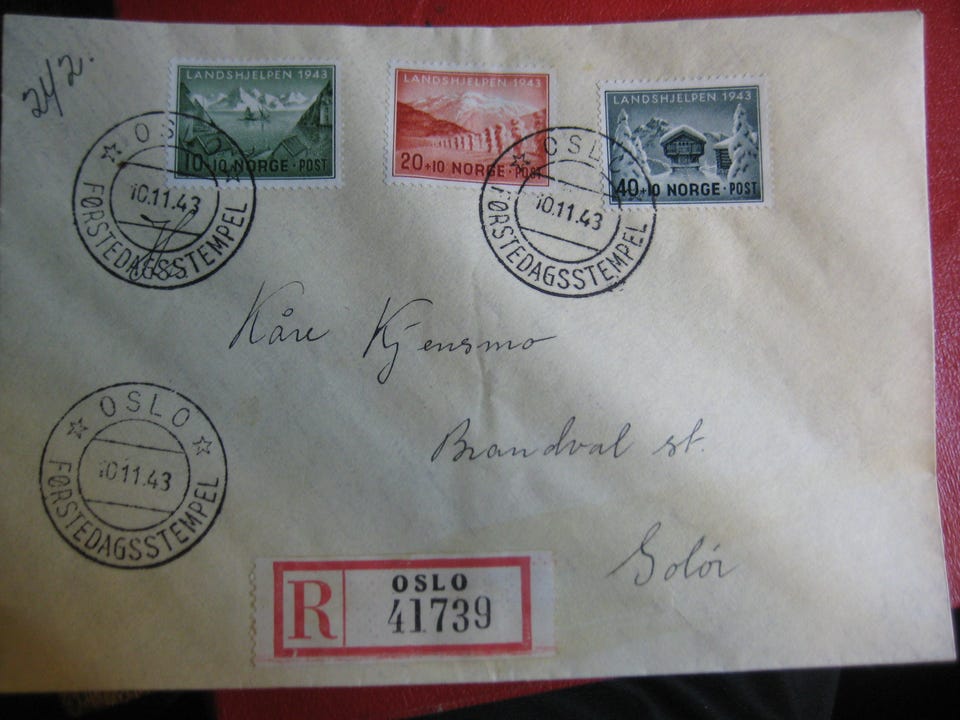 24/2.
LANDSHJELPEN 1943
10+10 NORGE · POST
LANDSHJELPEN 1943
20+10 NORGE · POST
LANDSHJELPEN 1943
40+10 NORGE · POST
OSLO
10.11.43
FØRSTEDAGSSTEMPEL
OSLO
10.11.43
FØRSTEDAGSSTEMPEL
Kåre Kjensmo
Brandval st.
Solør
OSLO
10.11.43
FØRSTEDAGSSTEMPEL
R OSLO
41739